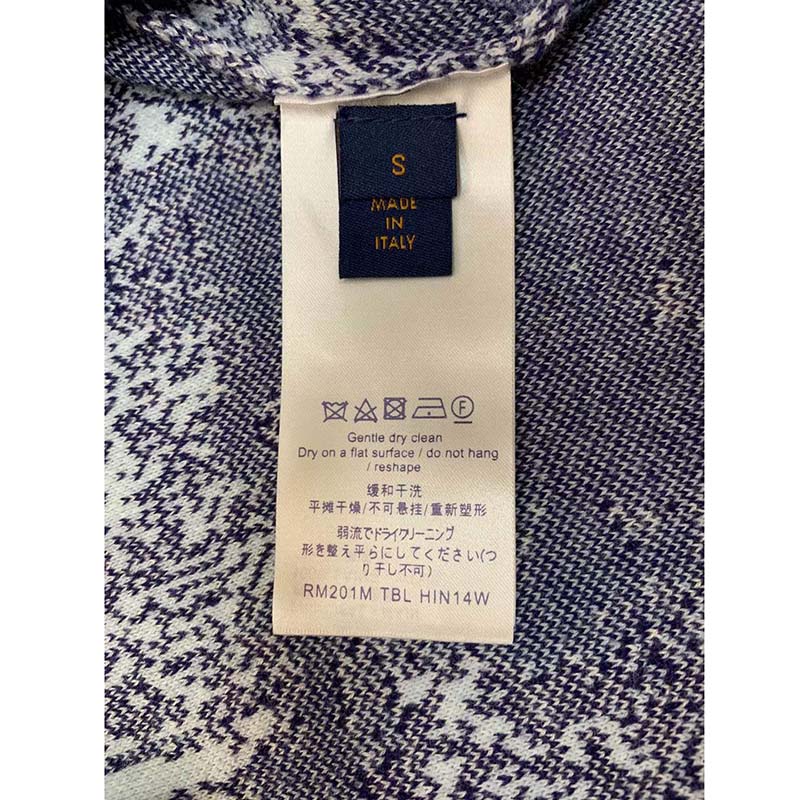 S
MADE
IN
ITALY
F
Gentle dry clean
Dry on a flat surface / do not hang
/ reshape
缓和干洗
平摊干燥/不可悬挂/重新塑形
弱流でドライクリーニング
形を整え平らにしてください(つ
り干し不可)
RM201M TBL HIN14W